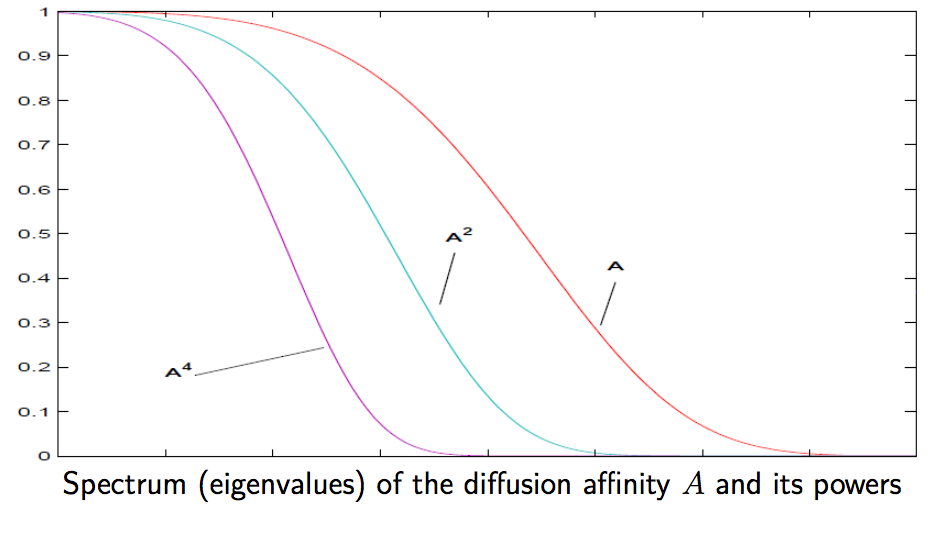 1
0.9
0.8
0.7
0.6
0.5
A²
0.4
A
0.3
0.2
A⁴
0.1
0
Spectrum (eigenvalues) of the diffusion affinity A and its powers